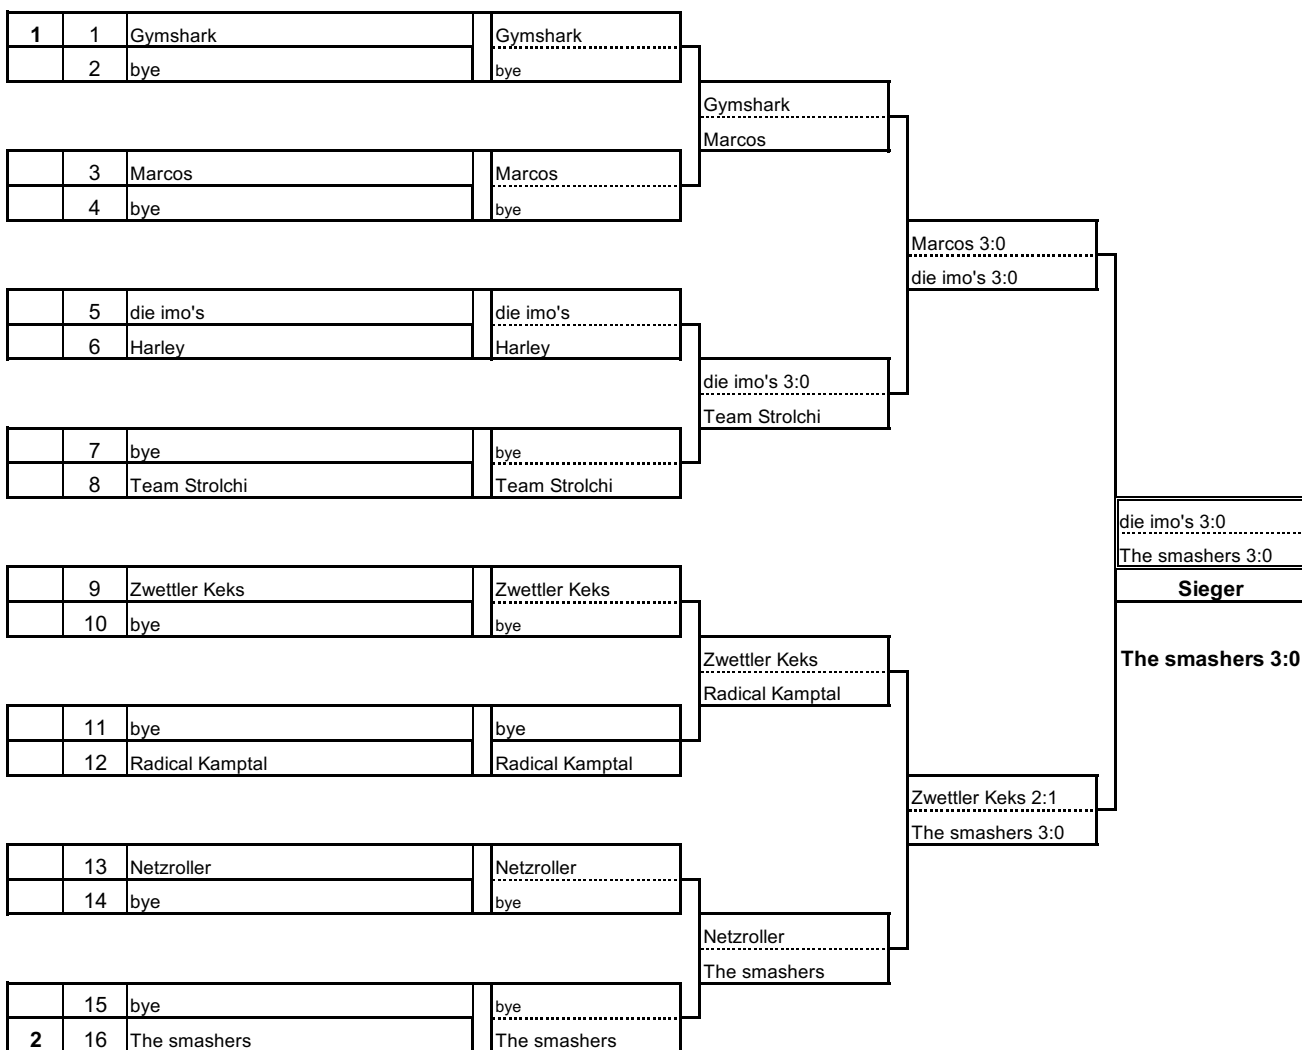 1 1 Gymshark Gymshark
2 bye bye
Gymshark
Marcos
3 Marcos Marcos
4 bye bye
Marcos 3:0
die imo's 3:0
5 die imo's die imo's
6 Harley Harley
die imo's 3:0
Team Strolchi
7 bye bye
8 Team Strolchi Team Strolchi
die imo's 3:0
The smashers 3:0
9 Zwettler Keks Zwettler Keks
Sieger
10 bye bye
Zwettler Keks
The smashers 3:0
Radical Kamptal
11 bye bye
12 Radical Kamptal Radical Kamptal
Zwettler Keks 2:1
The smashers 3:0
13 Netzroller Netzroller
14 bye bye
Netzroller
The smashers
15 bye bye
2 16 The smashers The smashers